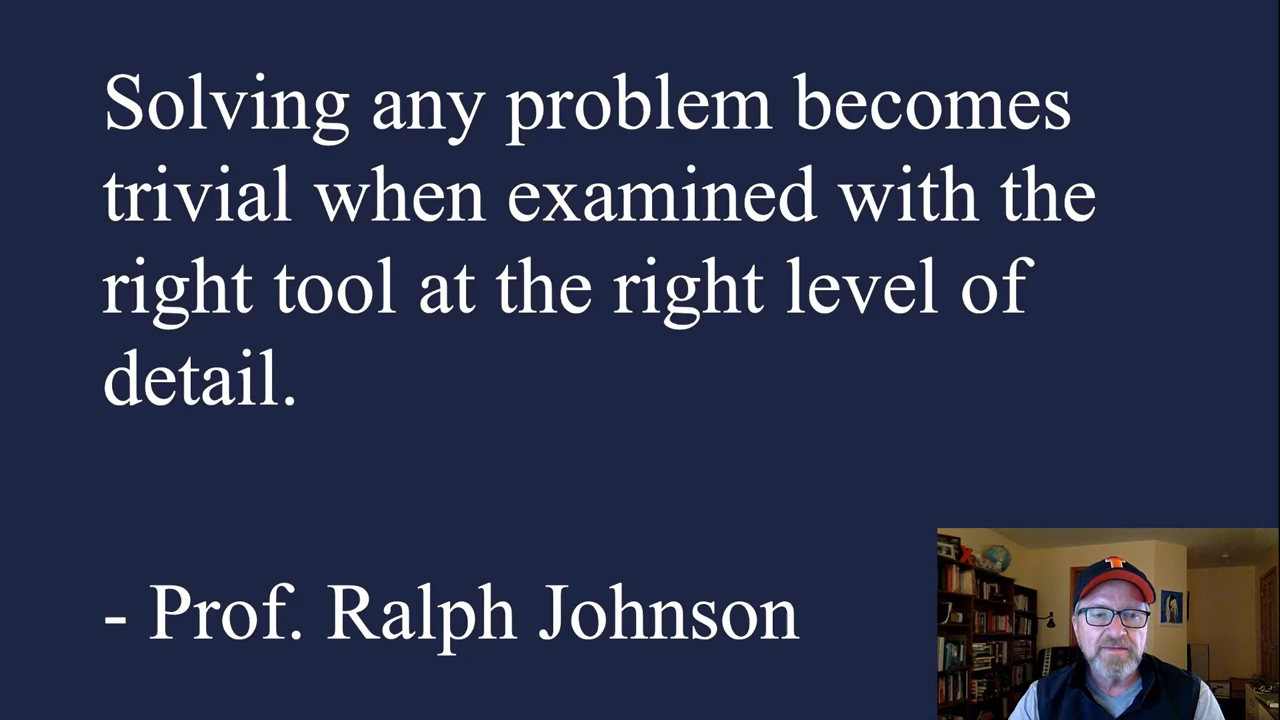 Solving any problem becomes
trivial when examined with the
right tool at the right level of
detail.
- Prof. Ralph Johnson
I